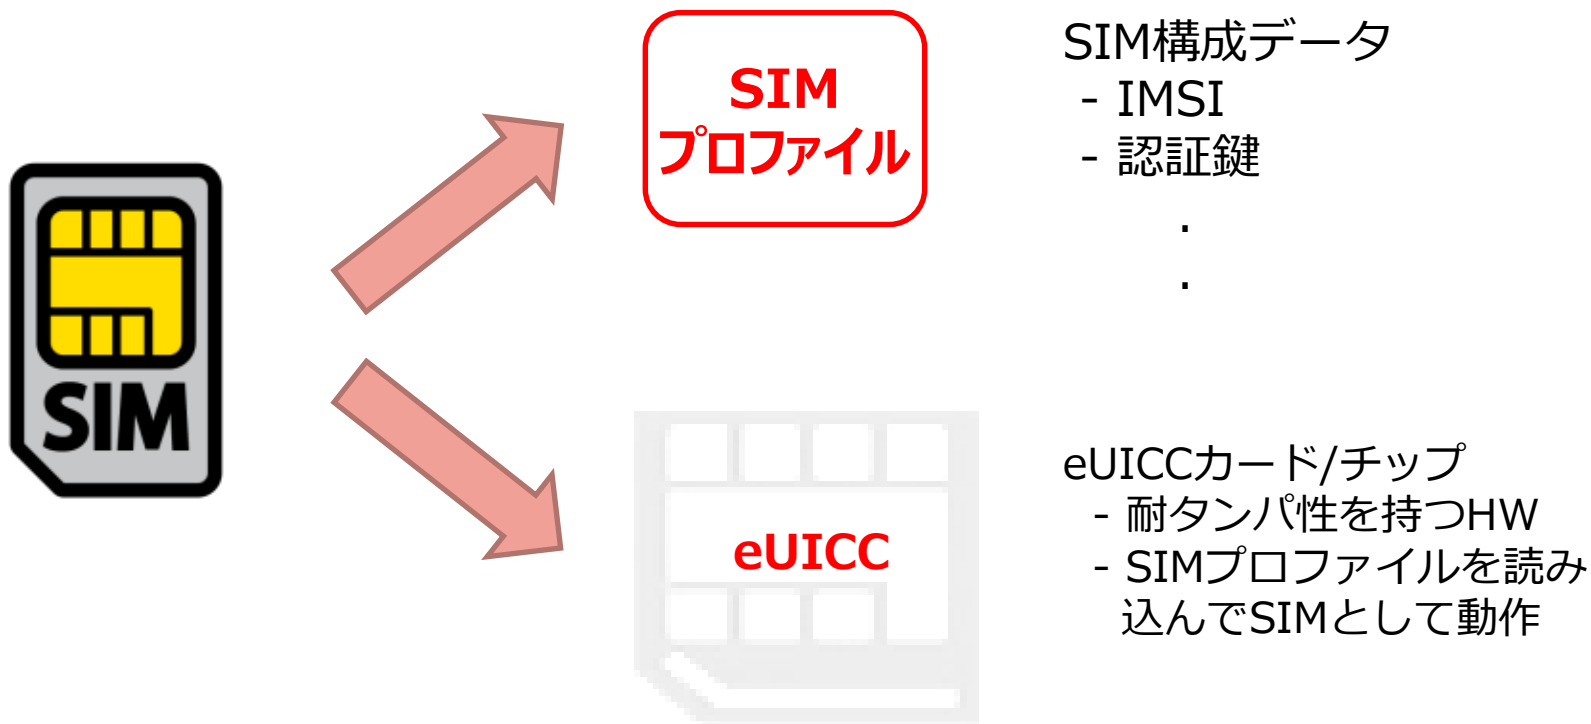 SIM
SIM
プロファイル
SIM構成データ
- IMSI
- 認証鍵
.
.
eUICC
eUICCカード/チップ
- 耐タンパ性を持つHW
- SIMプロファイルを読み
込んでSIMとして動作